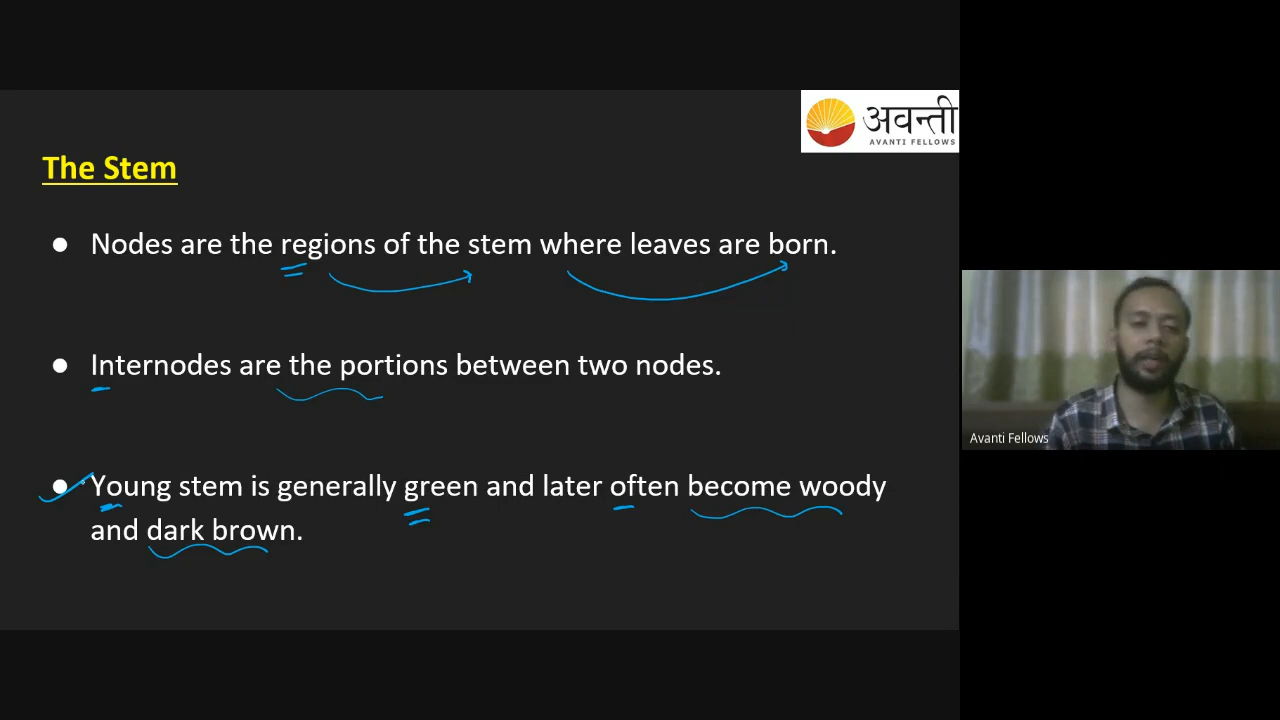 अवन्ती
AVANTI FELLOWS
The Stem
● Nodes are the regions of the stem where leaves are born.
● Internodes are the portions between two nodes.
● Young stem is generally green and later often become woody
and dark brown.
Avanti Fellows